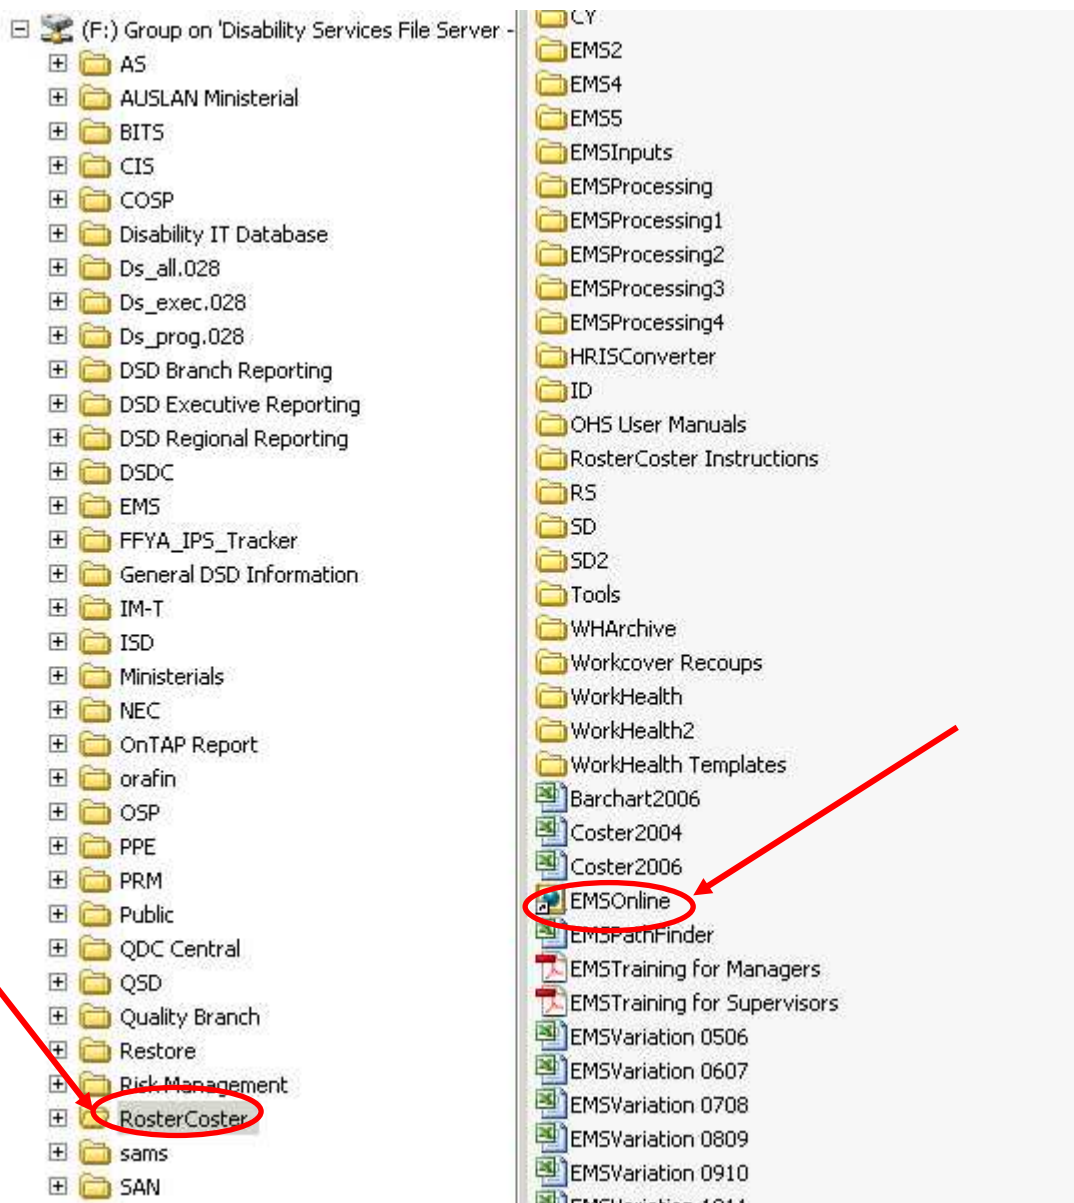 (F:) Group on 'Disability Services File Server -
AS
AUSLAN Ministerial
BITS
CIS
COSP
Disability IT Database
Ds_all.028
Ds_exec.028
Ds_prog.028
DSD Branch Reporting
DSD Executive Reporting
DSD Regional Reporting
DSDC
EMS
FFYA_IPS_Tracker
General DSD Information
IM-T
ISD
Ministerials
NEC
OnTAP Report
orafin
OSP
PPE
PRM
Public
QDC Central
QSD
Quality Branch
Restore
Risk Management
RosterCoster
sams
SAN
CY
EMS2
EMS4
EMS5
EMSInputs
EMSProcessing
EMSProcessing1
EMSProcessing2
EMSProcessing3
EMSProcessing4
HRISConverter
ID
OHS User Manuals
RosterCoster Instructions
RS
SD
SD2
Tools
WHArchive
Workcover Recoups
WorkHealth
WorkHealth2
WorkHealth Templates
Barchart2006
Coster2004
Coster2006
EMSOnline
EMSPathFinder
EMSTraining for Managers
EMSTraining for Supervisors
EMSVariation 0506
EMSVariation 0607
EMSVariation 0708
EMSVariation 0809
EMSVariation 0910